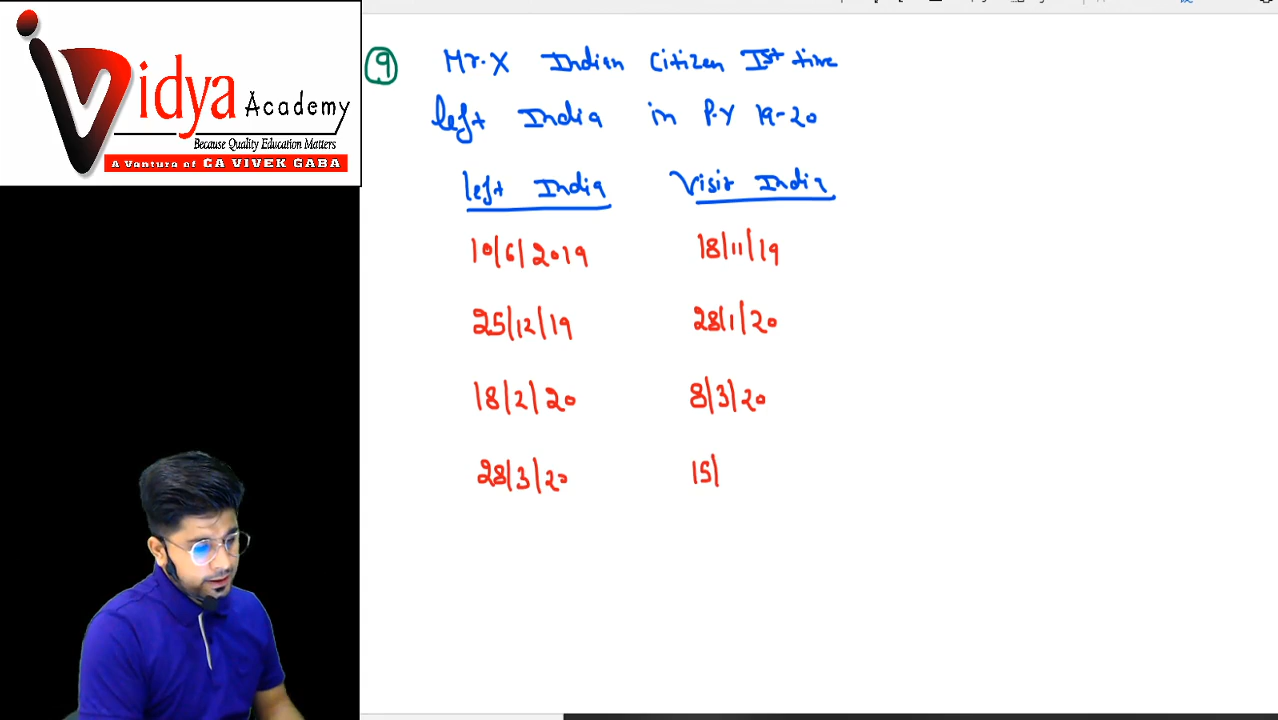 Vidya Academy
Because Quality Education Matters
A Ventura of CA VIVEK GABA
9 Mr.X Indian Citizen Ist time
left India in P.Y 19-20
left India Visit India
10/6/2019 18/11/19
25/12/19 28/1/20
18/2/20 8/3/20
28/3/20 15/